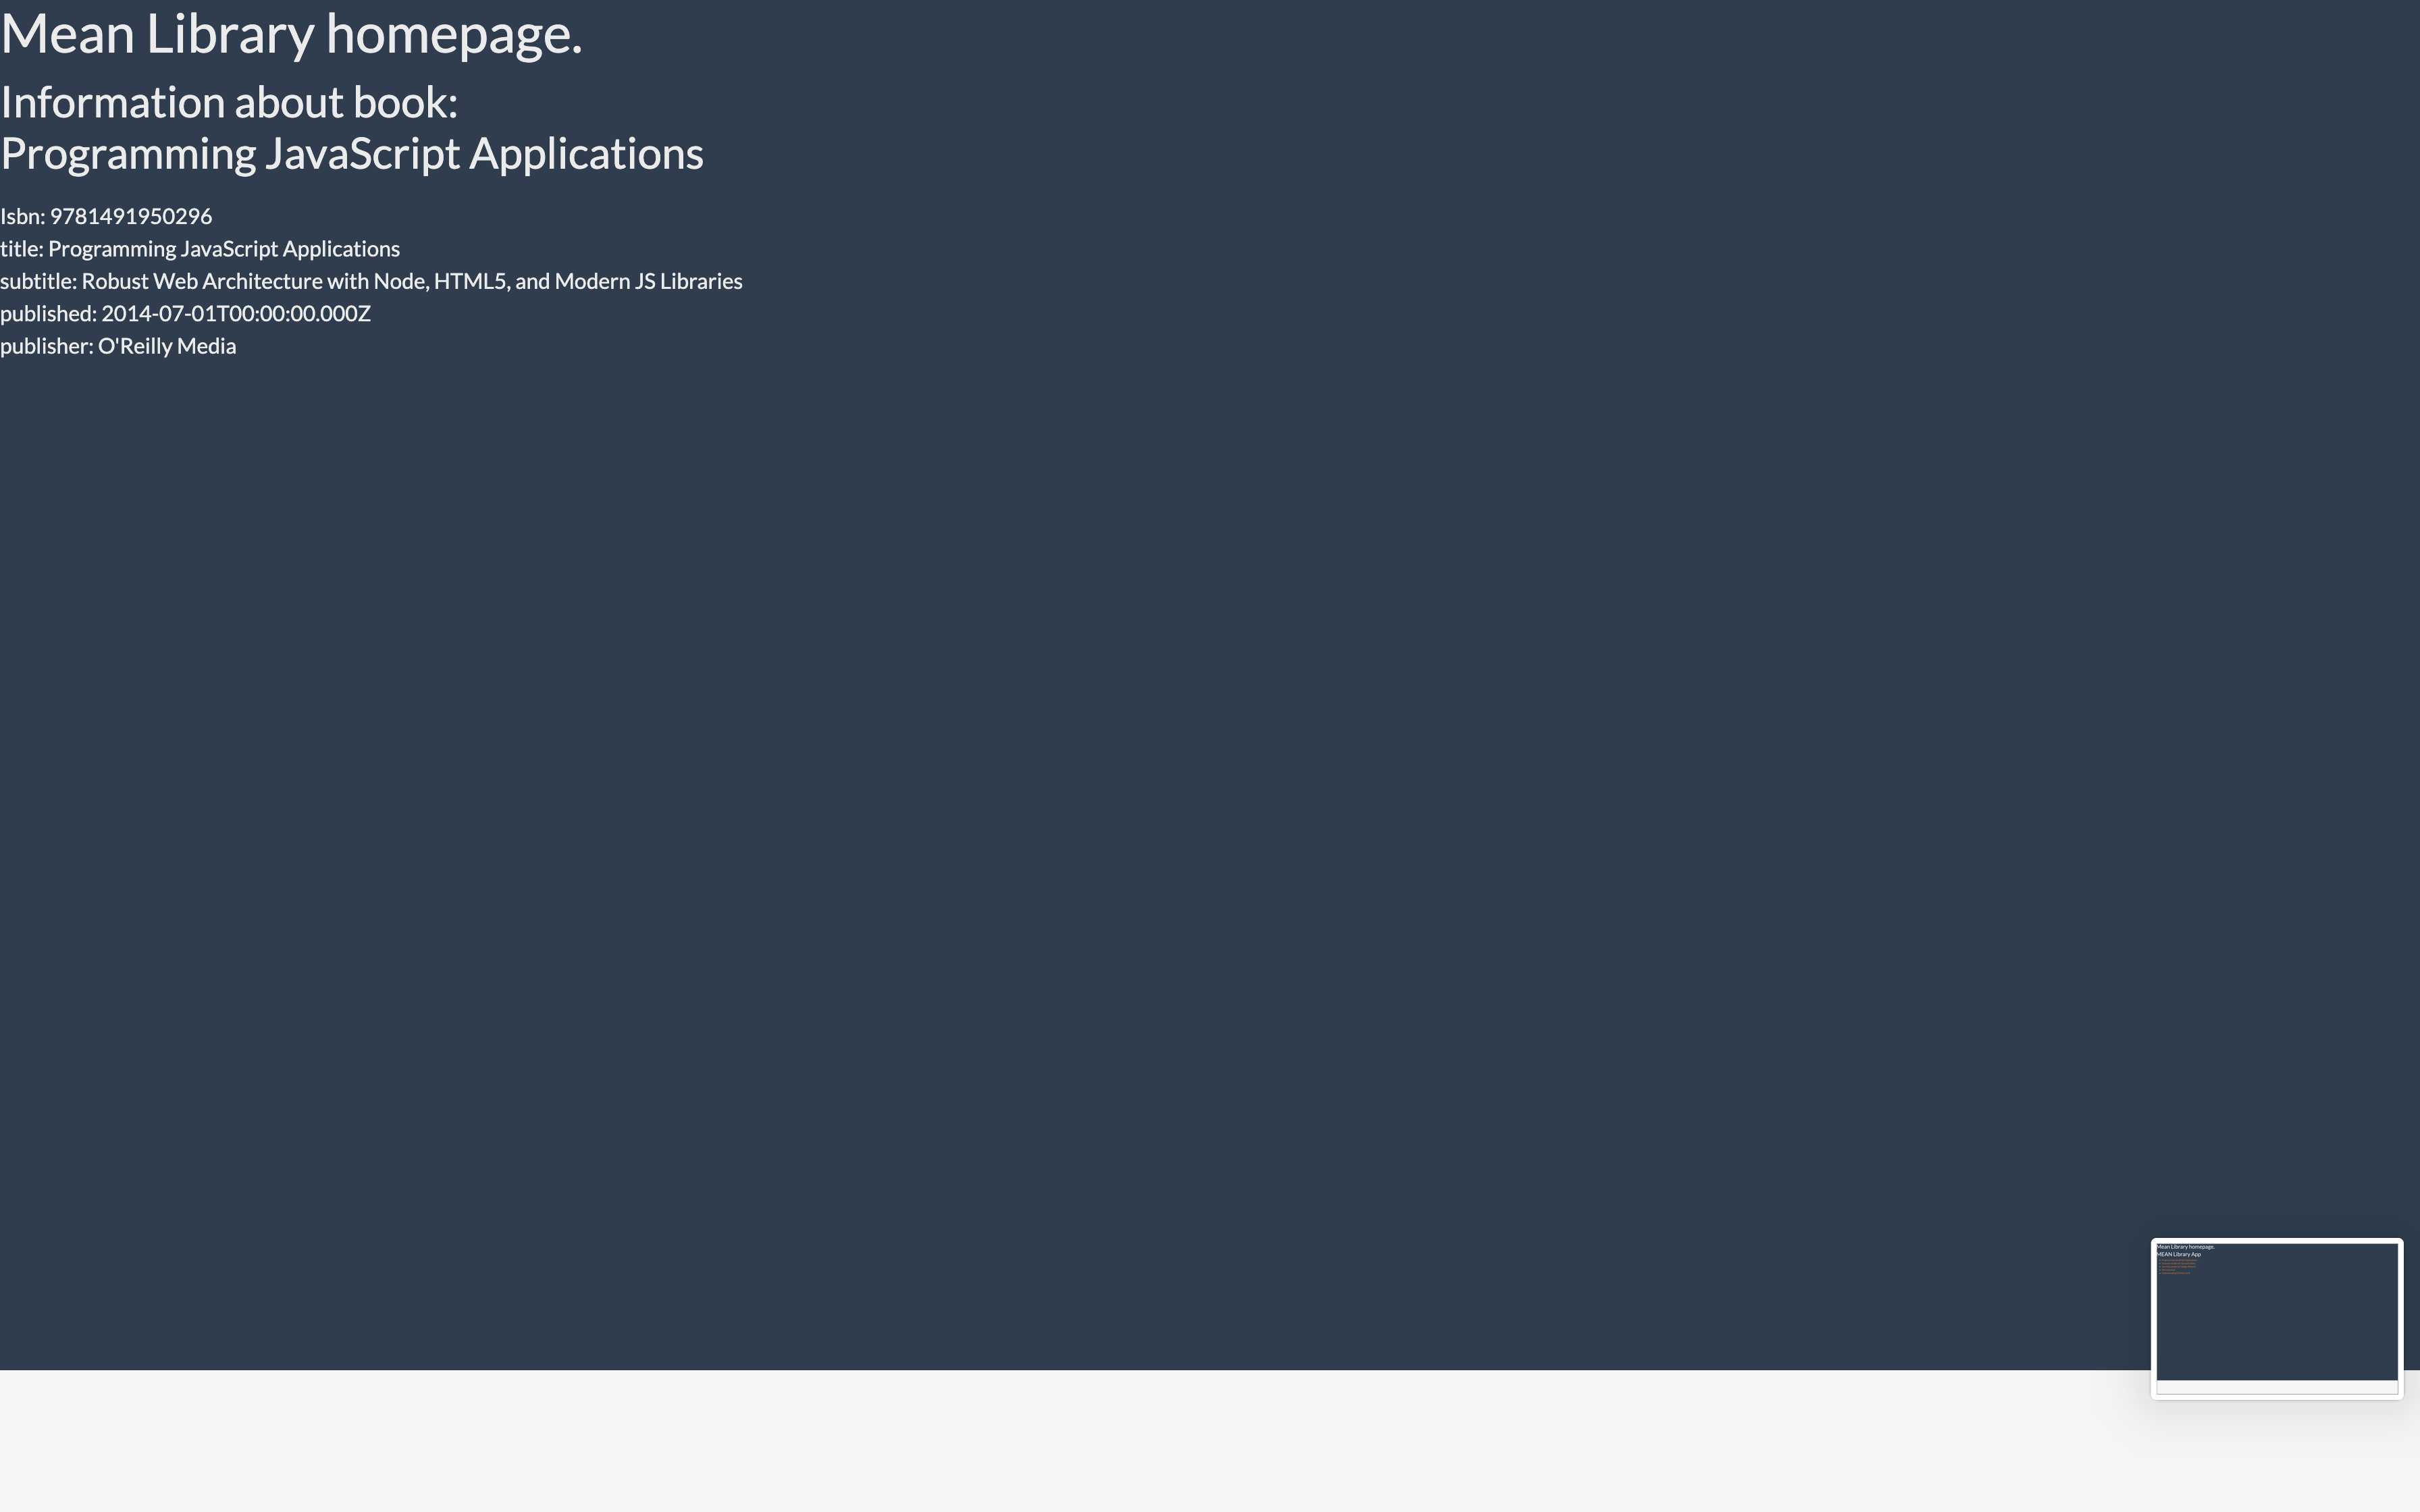 Mean Library homepage.
Information about book:
Programming JavaScript Applications
Isbn: 9781491950296
title: Programming JavaScript Applications
subtitle: Robust Web Architecture with Node, HTML5, and Modern JS Libraries
published: 2014-07-01T00:00:00.000Z
publisher: O'Reilly Media
Mean Library homepage.
MEAN Library App